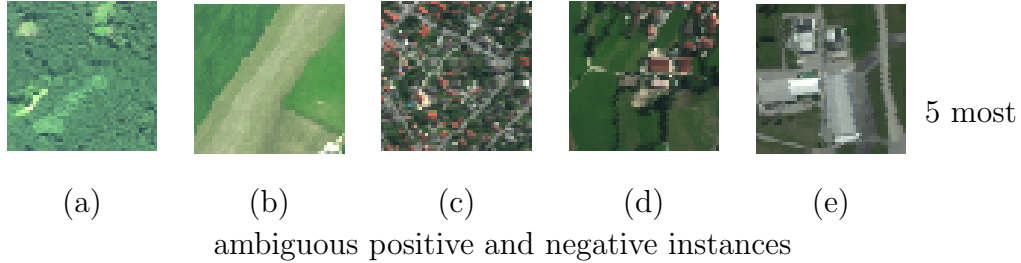 5 most
(a) (b) (c) (d) (e)
ambiguous positive and negative instances